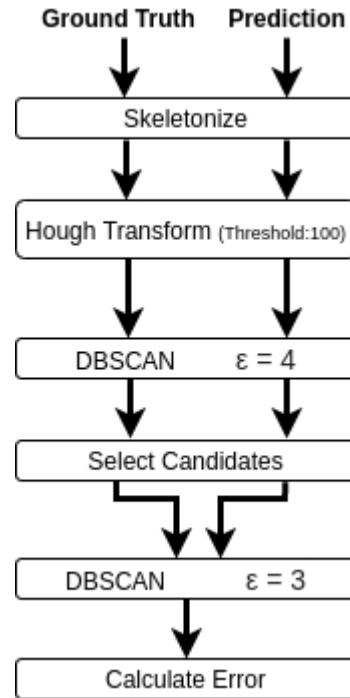 Ground Truth Prediction
Skeletonize
Hough Transform (Threshold:100)
DBSCAN ε = 4
Select Candidates
DBSCAN ε = 3
Calculate Error